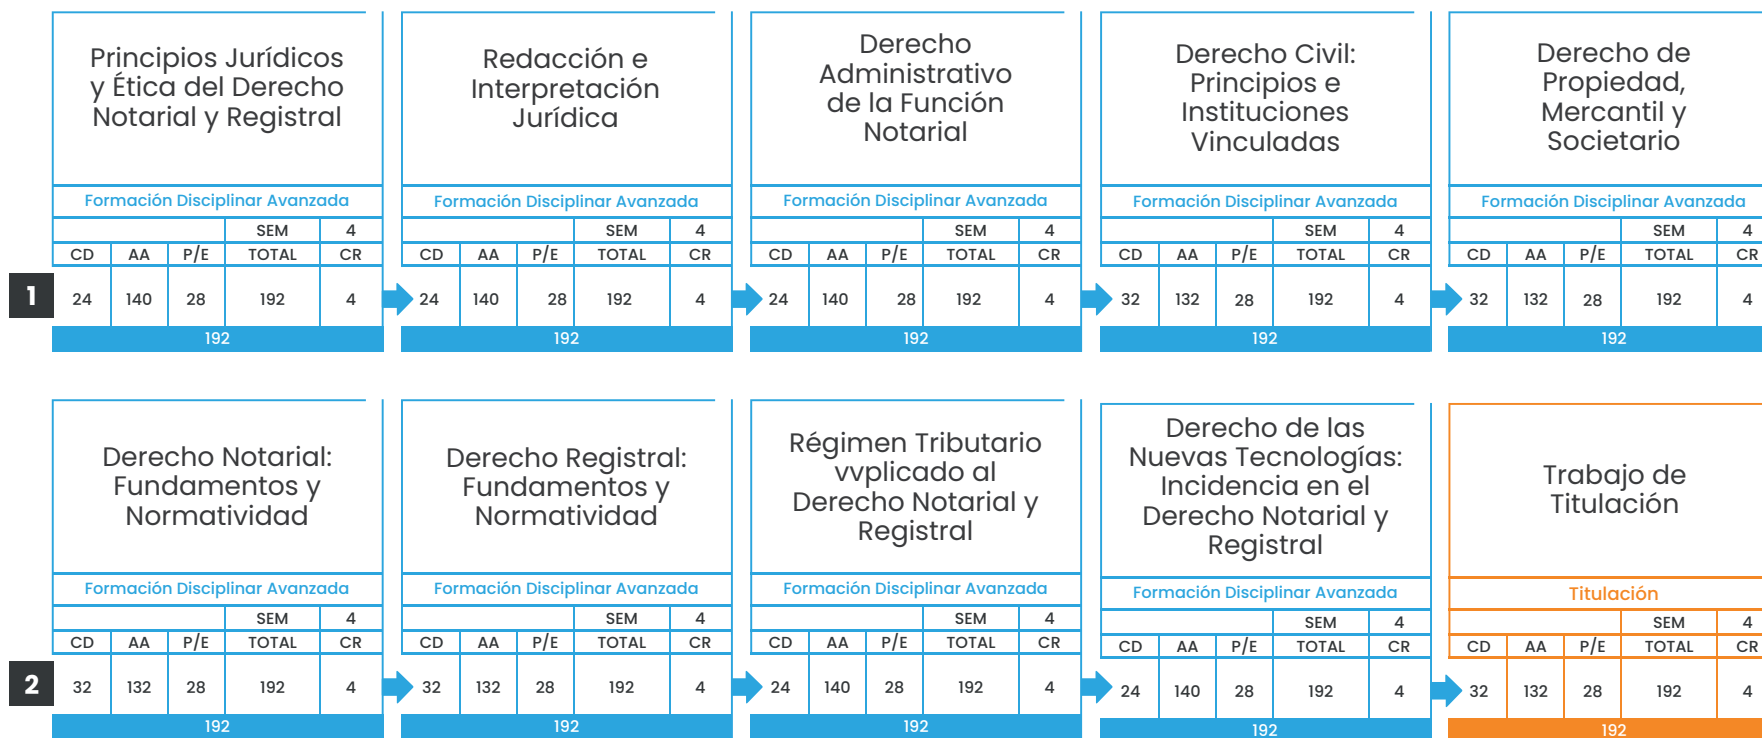 Principios Jurídicos
y Ética del Derecho
Notarial y Registral
Formación Disciplinar Avanzada
SEM 4
CD AA P/E TOTAL CR
1 24 140 28 192 4
192
Redacción e
Interpretación
Jurídica
Formación Disciplinar Avanzada
SEM 4
CD AA P/E TOTAL CR
24 140 28 192 4
192
Derecho
Administrativo
de la Función
Notarial
Formación Disciplinar Avanzada
SEM 4
CD AA P/E TOTAL CR
24 140 28 192 4
192
Derecho Civil:
Principios e
Instituciones
Vinculadas
Formación Disciplinar Avanzada
SEM 4
CD AA P/E TOTAL CR
32 132 28 192 4
192
Derecho de
Propiedad,
Mercantil y
Societario
Formación Disciplinar Avanzada
SEM 4
CD AA P/E TOTAL CR
32 132 28 192 4
192
Derecho Notarial:
Fundamentos y
Normatividad
Formación Disciplinar Avanzada
SEM 4
CD AA P/E TOTAL CR
2 32 132 28 192 4
192
Derecho Registral:
Fundamentos y
Normatividad
Formación Disciplinar Avanzada
SEM 4
CD AA P/E TOTAL CR
32 132 28 192 4
192
Régimen Tributario
vvplicado al
Derecho Notarial y
Registral
Formación Disciplinar Avanzada
SEM 4
CD AA P/E TOTAL CR
24 140 28 192 4
192
Derecho de las
Nuevas Tecnologías:
Incidencia en el
Derecho Notarial y
Registral
Formación Disciplinar Avanzada
SEM 4
CD AA P/E TOTAL CR
24 140 28 192 4
192
Trabajo de
Titulación
Titulación
SEM 4
CD AA P/E TOTAL CR
32 132 28 192 4
192